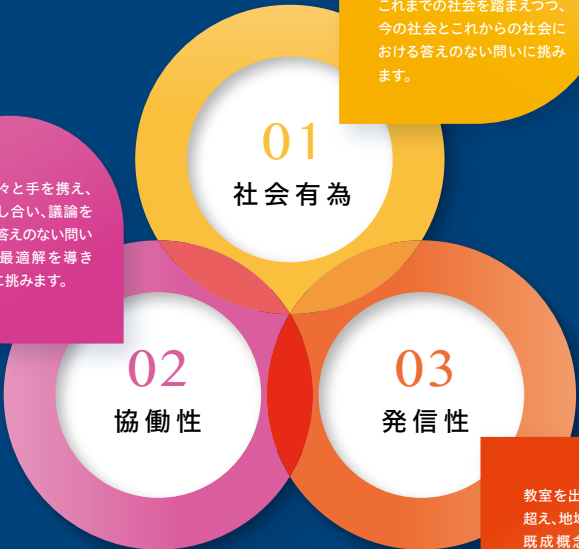 これまでの社会を踏まえつつ、
今の社会とこれからの社会に
おける答えのない問いに挑み
ます。
01
社会有為
々と手を携え、
し合い、議論を
答えのない問い
最適解を導き
に挑みます。
02
協働性
03
発信性
教室を出
超え、地域
既成概念